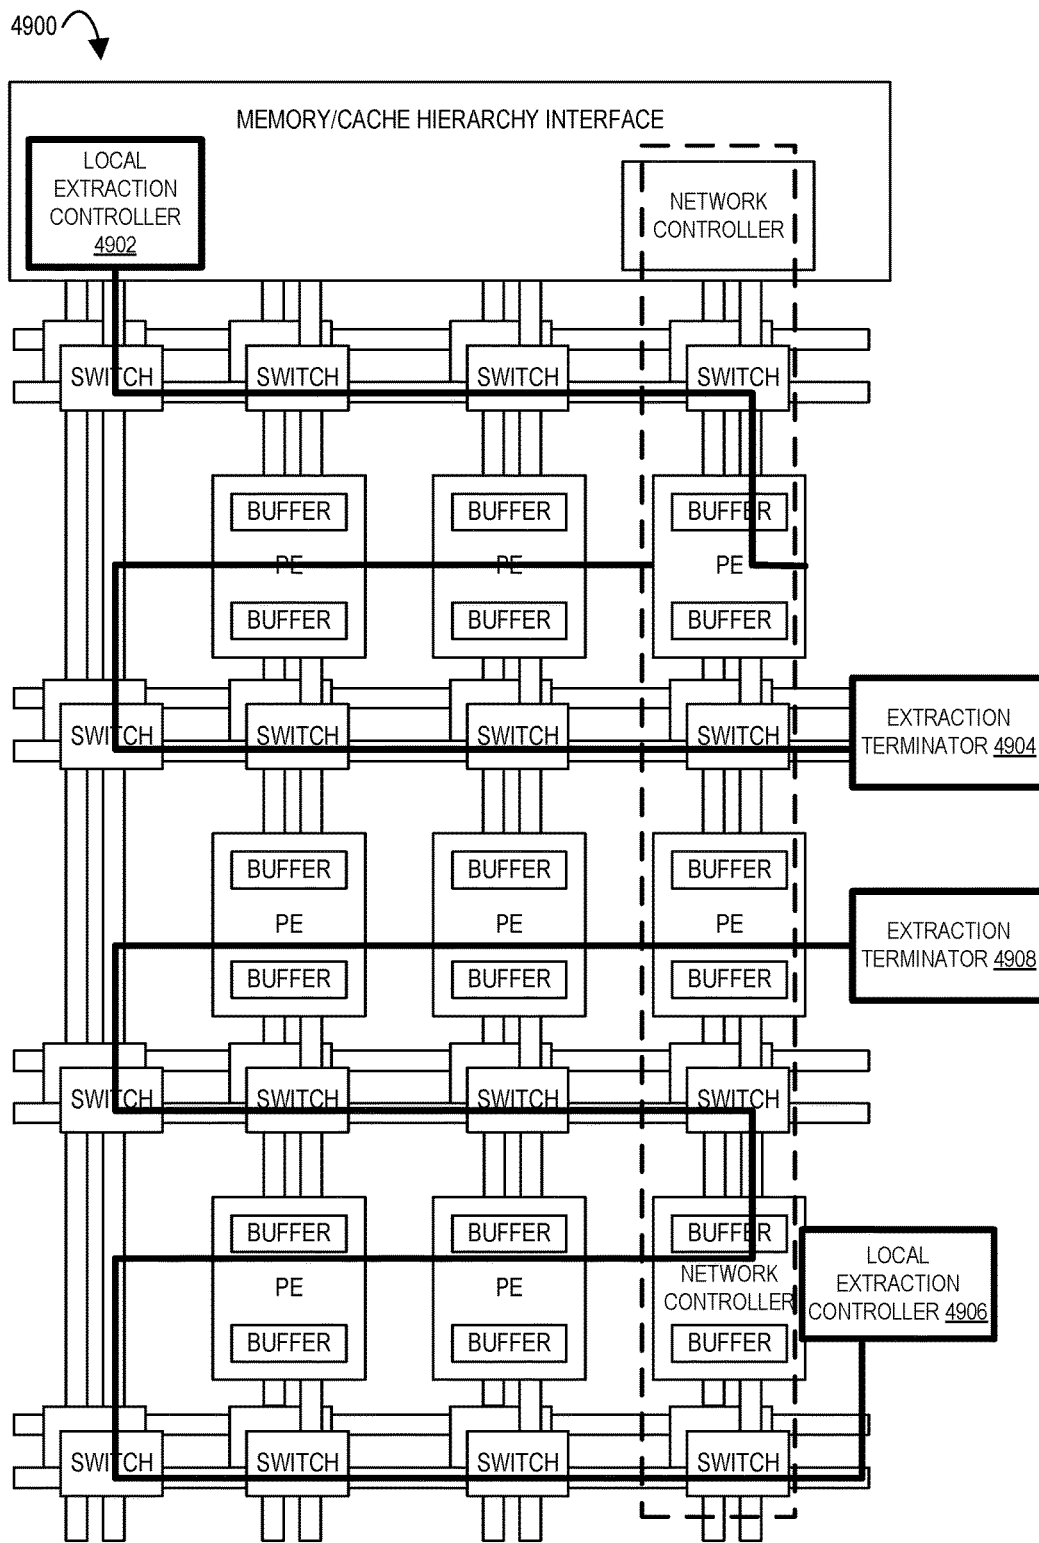 4900
MEMORY/CACHE HIERARCHY INTERFACE
LOCAL
EXTRACTION
CONTROLLER
4902
NETWORK
CONTROLLER
SWITCH
SWITCH
SWITCH
SWITCH
BUFFER
BUFFER
BUFFER
PE
PE
PE
BUFFER
BUFFER
BUFFER
SWITCH
SWITCH
SWITCH
SWITCH
EXTRACTION
TERMINATOR 4904
BUFFER
BUFFER
BUFFER
PE
PE
PE
BUFFER
BUFFER
BUFFER
EXTRACTION
TERMINATOR 4908
SWITCH
SWITCH
SWITCH
SWITCH
BUFFER
BUFFER
BUFFER
PE
PE
NETWORK
CONTROLLER
BUFFER
BUFFER
BUFFER
LOCAL
EXTRACTION
CONTROLLER 4906
SWITCH
SWITCH
SWITCH
SWITCH